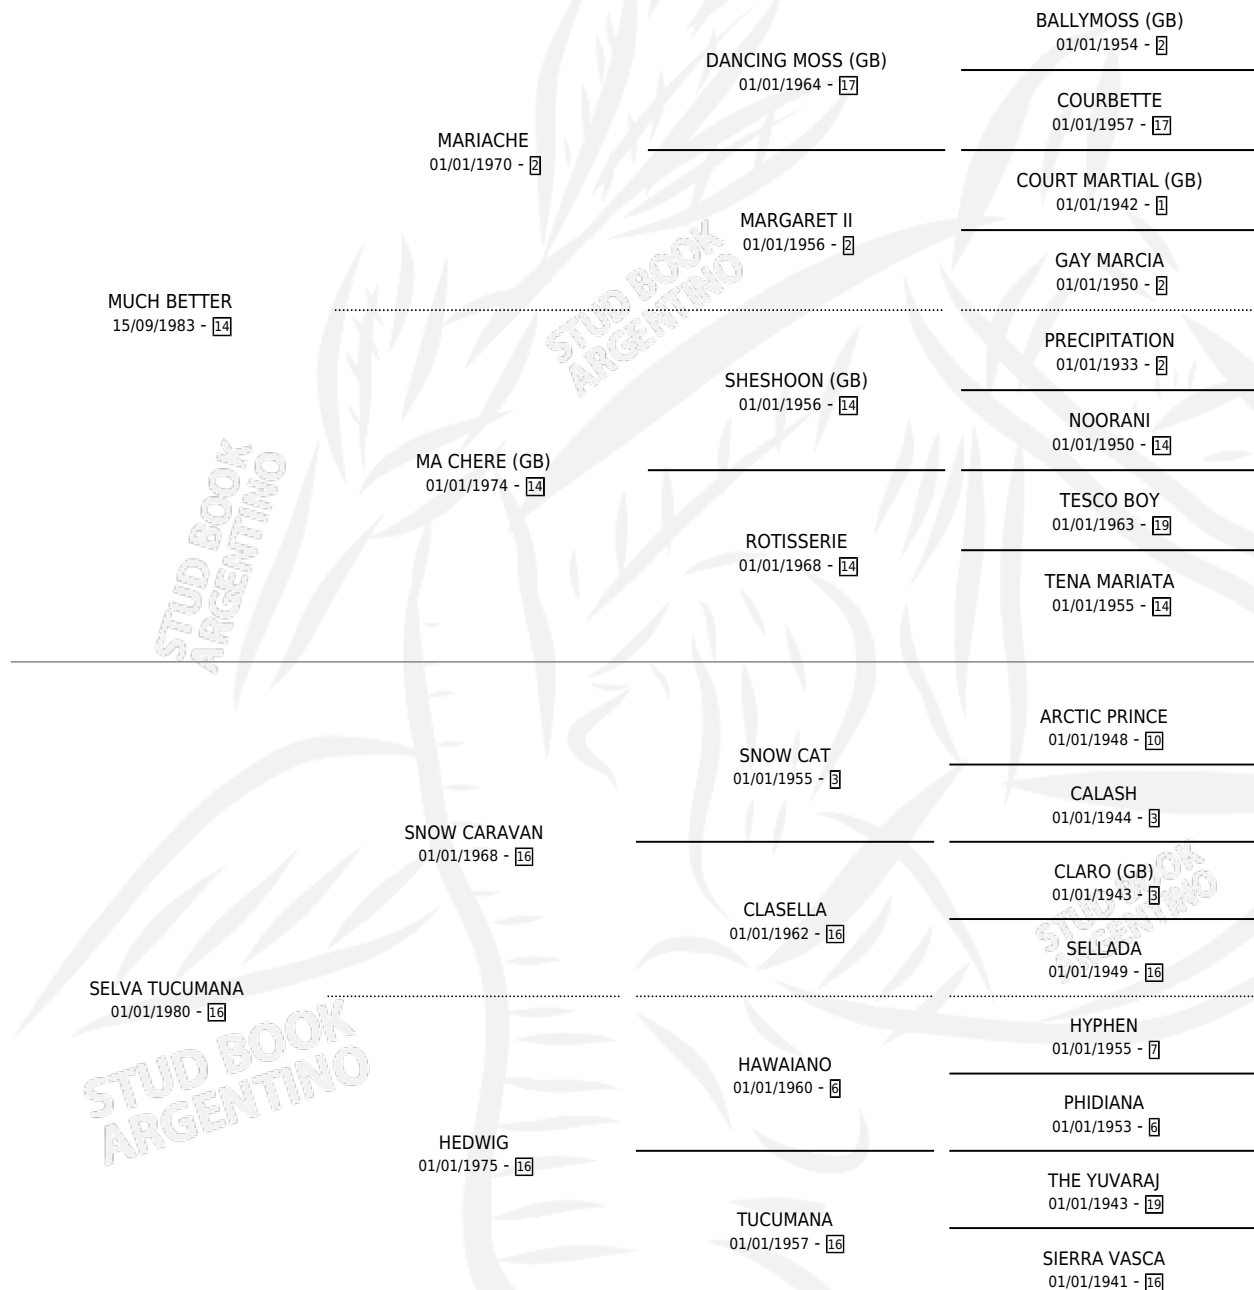 BALLYMOSS (GB)
01/01/1954 - 2
DANCING MOSS (GB)
01/01/1964 - 17
COURBETTE
01/01/1957 - 17
MARIACHE
01/01/1970 - 2
COURT MARTIAL (GB)
01/01/1942 - 1
MARGARET II
01/01/1956 - 2
GAY MARCIA
01/01/1950 - 2
MUCH BETTER
15/09/1983 - 14
PRECIPITATION
01/01/1933 - 2
SHESHOON (GB)
01/01/1956 - 14
NOORANI
01/01/1950 - 14
MA CHERE (GB)
01/01/1974 - 14
TESCO BOY
01/01/1963 - 19
ROTISSERIE
01/01/1968 - 14
TENA MARIATA
01/01/1955 - 14
ARCTIC PRINCE
01/01/1948 - 10
SNOW CAT
01/01/1955 - 3
CALASH
01/01/1944 - 3
SNOW CARAVAN
01/01/1968 - 16
CLARO (GB)
01/01/1943 - 3
CLASELLA
01/01/1962 - 16
SELLADA
01/01/1949 - 16
SELVA TUCUMANA
01/01/1980 - 16
HYPHEN
01/01/1955 - 7
HAWAIANO
01/01/1960 - 6
PHIDIANA
01/01/1953 - 6
HEDWIG
01/01/1975 - 16
THE YUVARAJ
01/01/1943 - 19
TUCUMANA
01/01/1957 - 16
SIERRA VASCA
01/01/1941 - 16
STUD BOOK
ARGENTINO
STUD BOOK
ARGENTINO
STUD BOOK
ARGENTINO
STUD BOOK
ARGENTINO